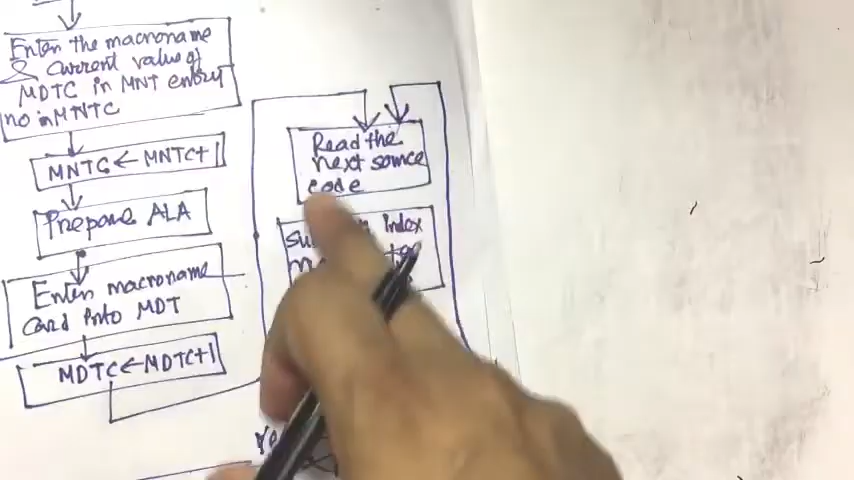 Enter the macroname
& current value of
MDTC in MNT entry
no in MNTC
MNTC ← MNTC+1
Prepare ALA
Enter macroname
card into MDT
MDTC ← MDTC+1
Read the
next source
code
index